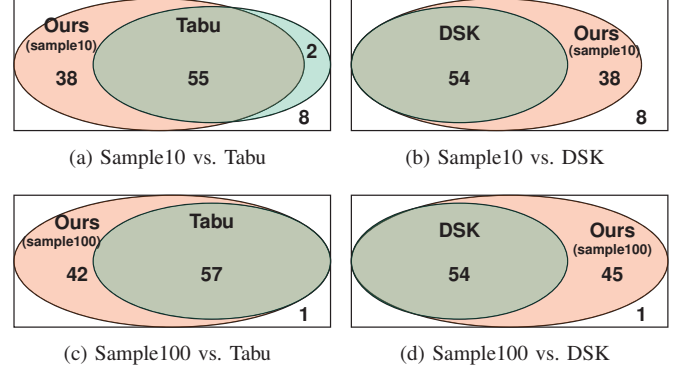 Ours
(sample10)
38
Tabu
55
2
8
(a) Sample10 vs. Tabu
DSK
54
Ours
(sample10)
38
8
(b) Sample10 vs. DSK
Ours
(sample100)
42
Tabu
57
1
(c) Sample100 vs. Tabu
DSK
54
Ours
(sample100)
45
1
(d) Sample100 vs. DSK